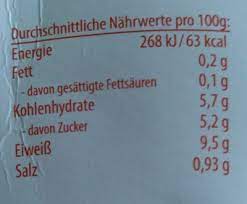 Durchschnittliche Nährwerte pro 100g:
Energie 268 kJ/63 kcal
Fett 0,2 g
- davon gesättigte Fettsäuren 0,1 g
Kohlenhydrate 5,7 g
- davon Zucker 5,2 g
Eiweiß 9,5 g
Salz 0,93 g